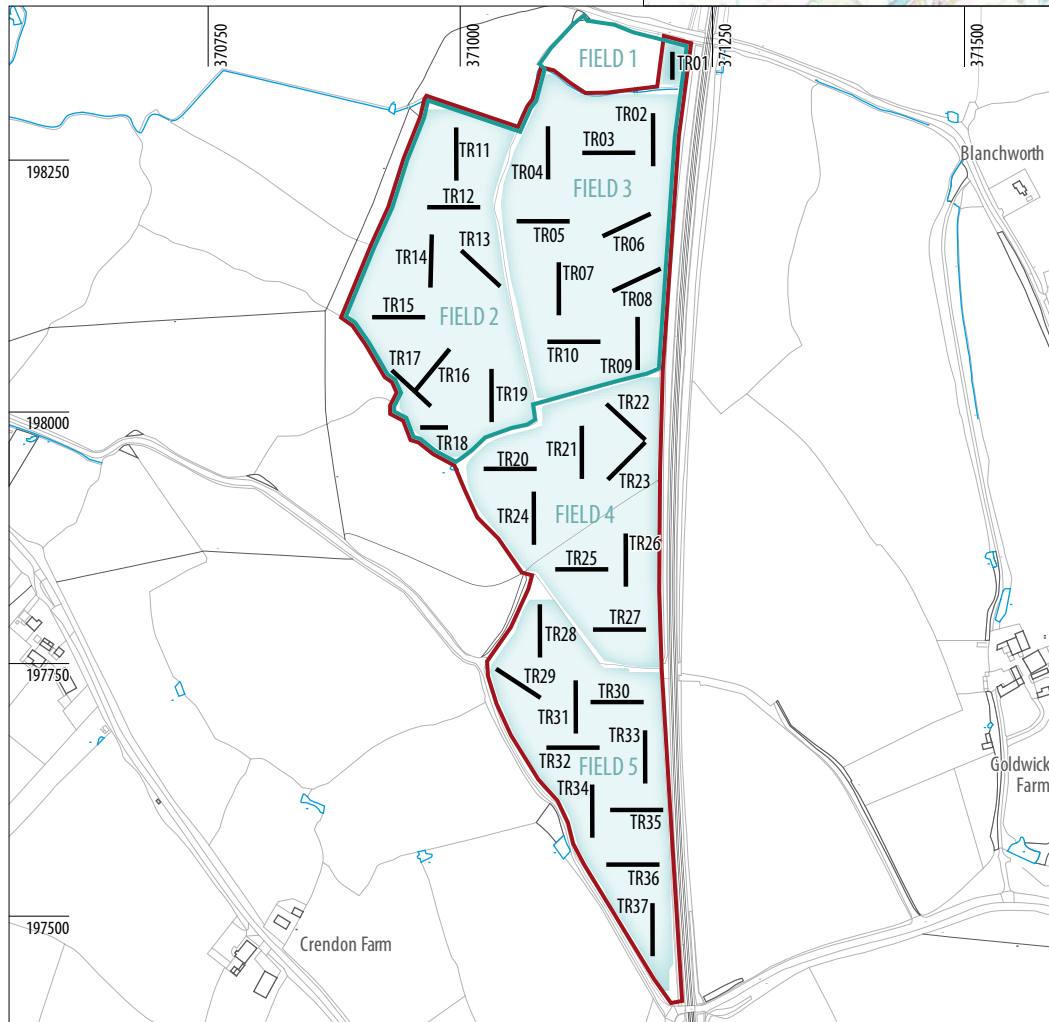 370750
371000
371250
371500
198250
198000
197750
197500
FIELD 1
TR01
TR02
TR03
TR04
FIELD 3
TR05
TR06
TR07
TR08
TR09
TR10
TR11
TR12
TR13
TR14
TR15
FIELD 2
TR16
TR17
TR18
TR19
TR20
TR21
TR22
TR23
TR24
FIELD 4
TR25
TR26
TR27
TR28
TR29
TR30
TR31
TR32
TR33
FIELD 5
TR34
TR35
TR36
TR37
Blanchworth
Goldwick
Farm
Crendon Farm